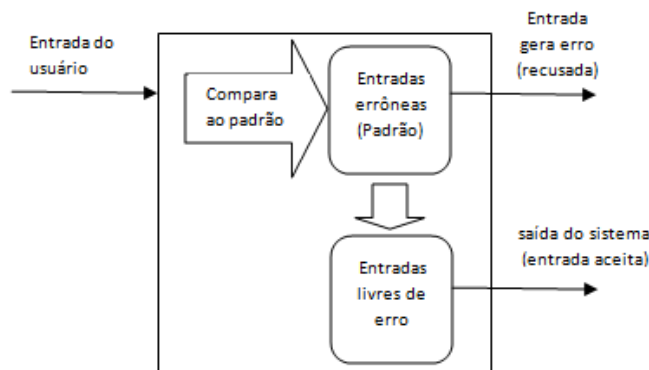 Entrada do
usuário
Compara
ao padrão
Entradas
errôneas
(Padrão)
Entrada
gera erro
(recusada)
Entradas
livres de
erro
saída do sistema
(entrada aceita)